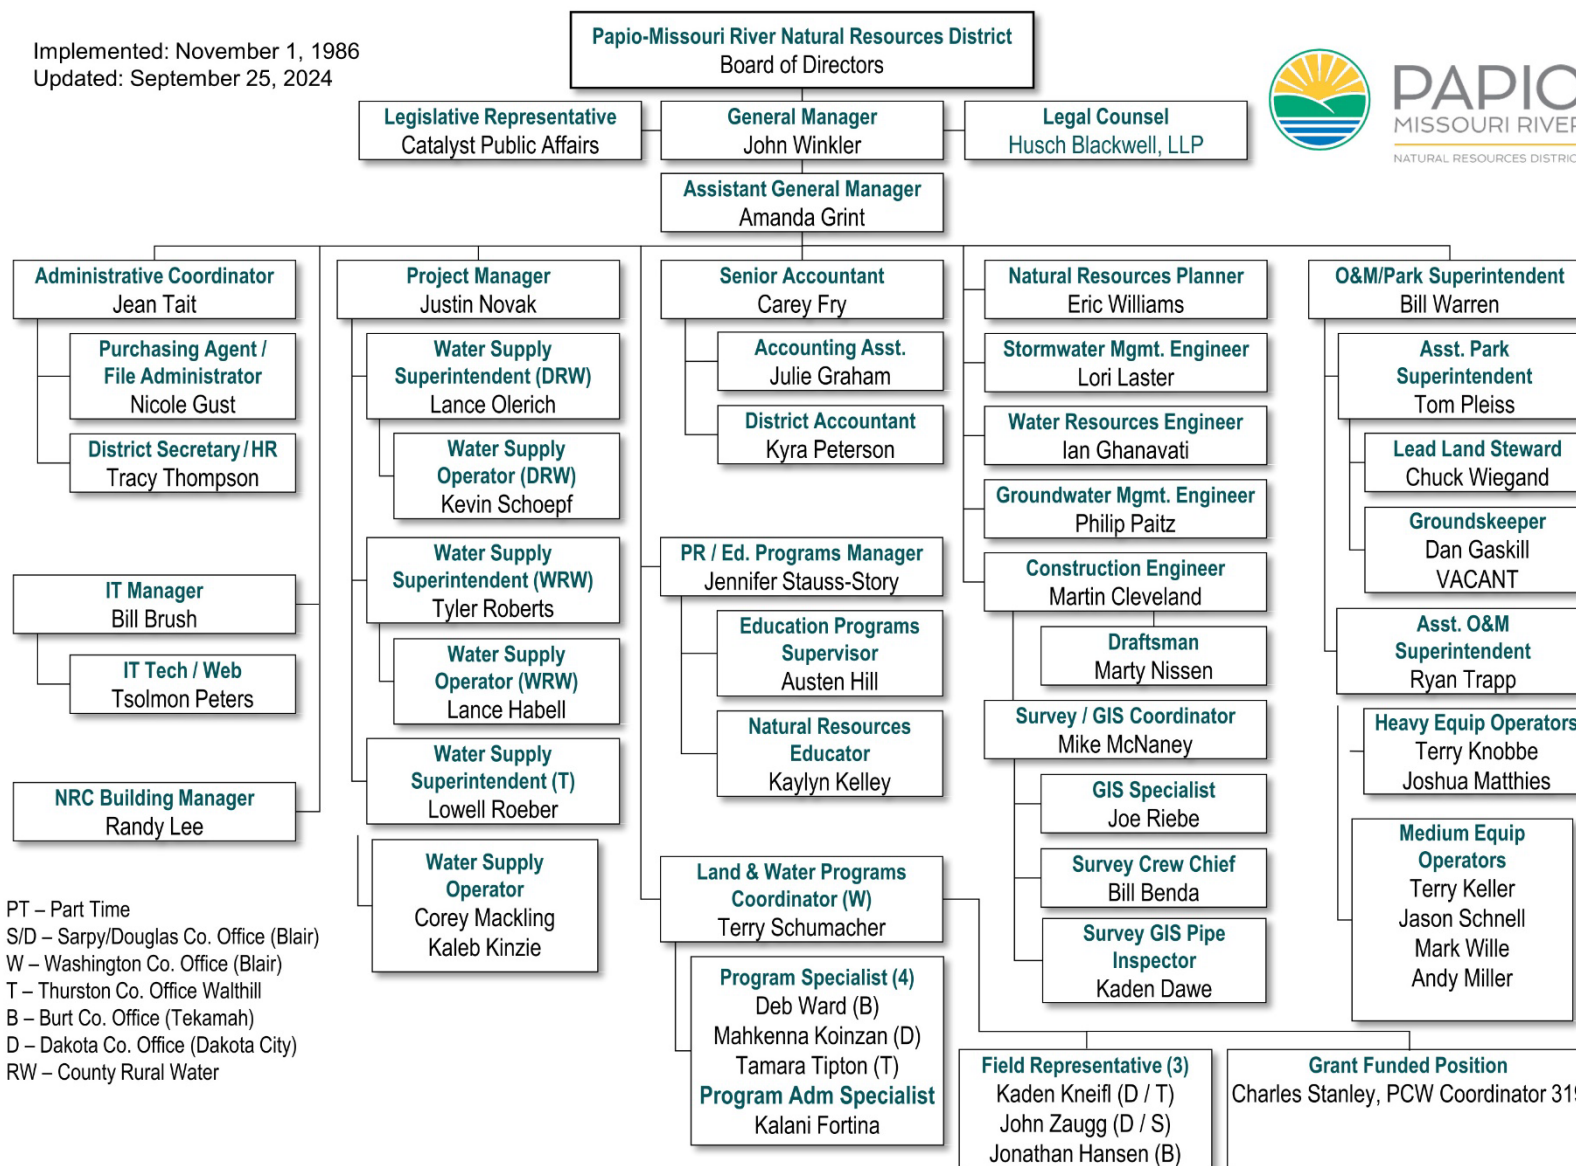 Implemented: November 1, 1986
Updated: September 25, 2024
Papio-Missouri River Natural Resources District
Board of Directors
PAPIO
MISSOURI RIVER
NATURAL RESOURCES DISTRIC
Legislative Representative
Catalyst Public Affairs
General Manager
John Winkler
Legal Counsel
Husch Blackwell, LLP
Assistant General Manager
Amanda Grint
Administrative Coordinator
Jean Tait
Purchasing Agent /
File Administrator
Nicole Gust
District Secretary / HR
Tracy Thompson
IT Manager
Bill Brush
IT Tech / Web
Tsolmon Peters
NRC Building Manager
Randy Lee
Project Manager
Justin Novak
Water Supply
Superintendent (DRW)
Lance Olerich
Water Supply
Operator (DRW)
Kevin Schoepf
Water Supply
Superintendent (WRW)
Tyler Roberts
Water Supply
Operator (WRW)
Lance Habell
Water Supply
Superintendent (T)
Lowell Roeber
Water Supply
Operator
Corey Mackling
Kaleb Kinzie
Senior Accountant
Carey Fry
Accounting Asst.
Julie Graham
District Accountant
Kyra Peterson
PR / Ed. Programs Manager
Jennifer Stauss-Story
Education Programs
Supervisor
Austen Hill
Natural Resources
Educator
Kaylyn Kelley
Land & Water Programs
Coordinator (W)
Terry Schumacher
Program Specialist (4)
Deb Ward (B)
Mahkenna Koinzan (D)
Tamara Tipton (T)
Program Adm Specialist
Kalani Fortina
Natural Resources Planner
Eric Williams
Stormwater Mgmt. Engineer
Lori Laster
Water Resources Engineer
Ian Ghanavati
Groundwater Mgmt. Engineer
Philip Paitz
Construction Engineer
Martin Cleveland
Draftsman
Marty Nissen
Survey / GIS Coordinator
Mike McNaney
GIS Specialist
Joe Riebe
Survey Crew Chief
Bill Benda
Survey GIS Pipe
Inspector
Kaden Dawe
Field Representative (3)
Kaden Kneifl (D / T)
John Zaugg (D / S)
Jonathan Hansen (B)
Grant Funded Position
Charles Stanley, PCW Coordinator 319
O&M/Park Superintendent
Bill Warren
Asst. Park
Superintendent
Tom Pleiss
Lead Land Steward
Chuck Wiegand
Groundskeeper
Dan Gaskill
VACANT
Asst. O&M
Superintendent
Ryan Trapp
Heavy Equip Operators
Terry Knobbe
Joshua Matthies
Medium Equip
Operators
Terry Keller
Jason Schnell
Mark Wille
Andy Miller
PT – Part Time
S/D – Sarpy/Douglas Co. Office (Blair)
W – Washington Co. Office (Blair)
T – Thurston Co. Office Walthill
B – Burt Co. Office (Tekamah)
D – Dakota Co. Office (Dakota City)
RW – County Rural Water